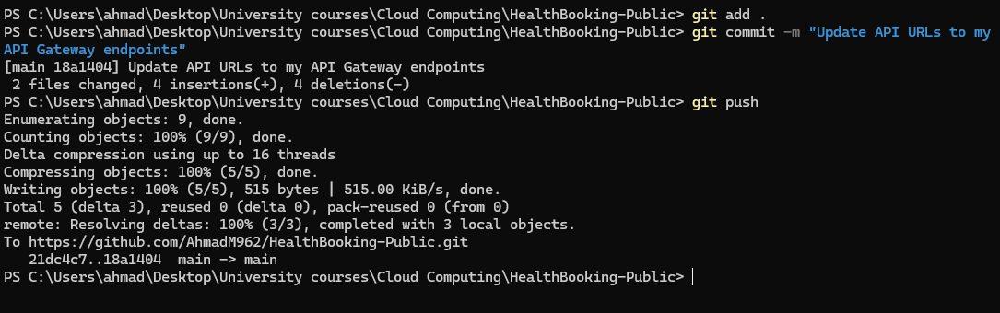 PS C:\Users\ahmad\Desktop\University courses\Cloud Computing\HealthBooking-Public> git add .
PS C:\Users\ahmad\Desktop\University courses\Cloud Computing\HealthBooking-Public> git commit -m "Update API URLs to my
API Gateway endpoints"
[main 18a1404] Update API URLs to my API Gateway endpoints
 2 files changed, 4 insertions(+), 4 deletions(-)
PS C:\Users\ahmad\Desktop\University courses\Cloud Computing\HealthBooking-Public> git push
Enumerating objects: 9, done.
Counting objects: 100% (9/9), done.
Delta compression using up to 16 threads
Compressing objects: 100% (5/5), done.
Writing objects: 100% (5/5), 515 bytes | 515.00 KiB/s, done.
Total 5 (delta 3), reused 0 (delta 0), pack-reused 0 (from 0)
remote: Resolving deltas: 100% (3/3), completed with 3 local objects.
To https://github.com/AhmadM962/HealthBooking-Public.git
   21dc4c7..18a1404  main -> main
PS C:\Users\ahmad\Desktop\University courses\Cloud Computing\HealthBooking-Public>